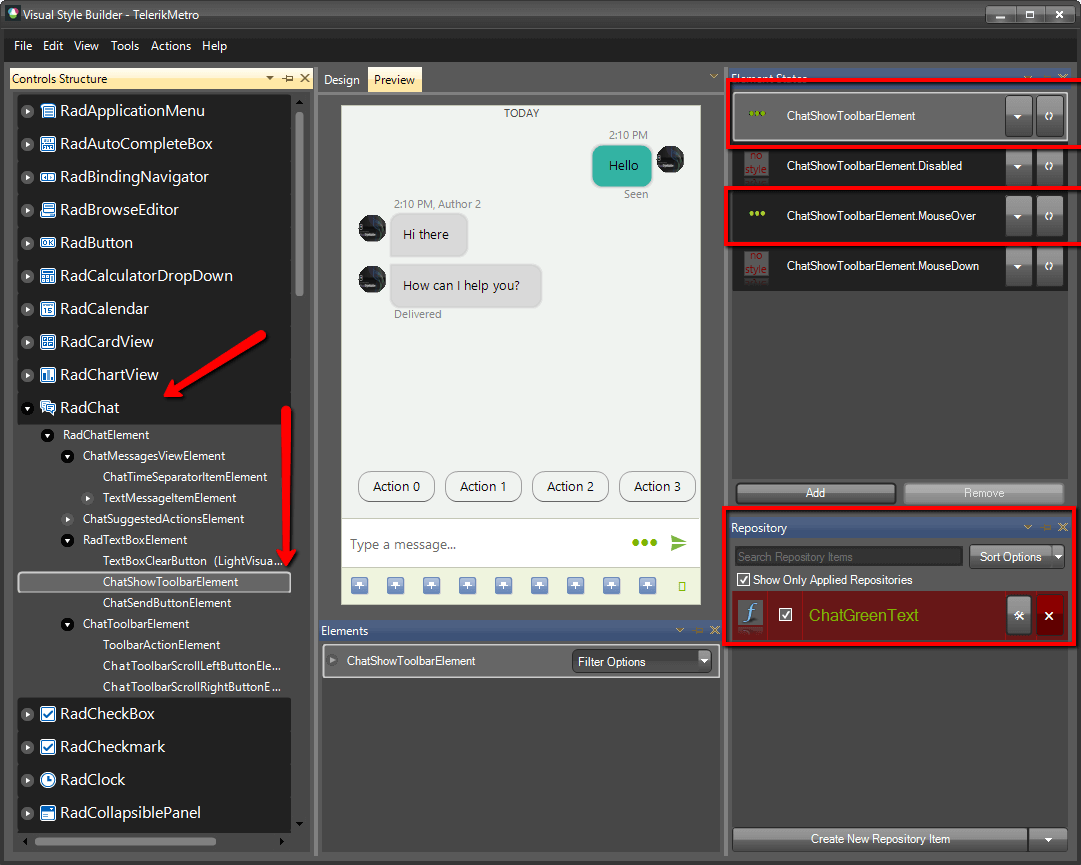 Visual Style Builder - TelerikMetro
File Edit View Tools Actions Help
Controls Structure
RadApplicationMenu
RadAutoCompleteBox
RadBindingNavigator
RadBrowseEditor
RadButton
RadCalculatorDropDown
RadCalendar
RadCardView
RadChartView
RadChat
RadChatElement
ChatMessagesViewElement
ChatTimeSeparatorItemElement
TextMessageItemElement
ChatSuggestedActionsElement
RadTextBoxElement
TextBoxClearButton (LightVisua...
ChatShowToolbarElement
ChatSendButtonElement
ChatToolbarElement
ToolbarActionElement
ChatToolbarScrollLeftButtonEle...
ChatToolbarScrollRightButtonE...
RadCheckBox
RadCheckmark
RadClock
RadCollapsiblePanel
Design Preview
TODAY
2:10 PM
Hello
Seen
2:10 PM, Author 2
Hi there
How can I help you?
Delivered
Action 0 Action 1 Action 2 Action 3
Type a message...
Elements
ChatShowToolbarElement Filter Options
Element States
ChatShowToolbarElement
no style ChatShowToolbarElement.Disabled
ChatShowToolbarElement.MouseOver
no style ChatShowToolbarElement.MouseDown
Add Remove
Repository
Search Repository Items Sort Options
Show Only Applied Repositories
ChatGreenText
Create New Repository Item